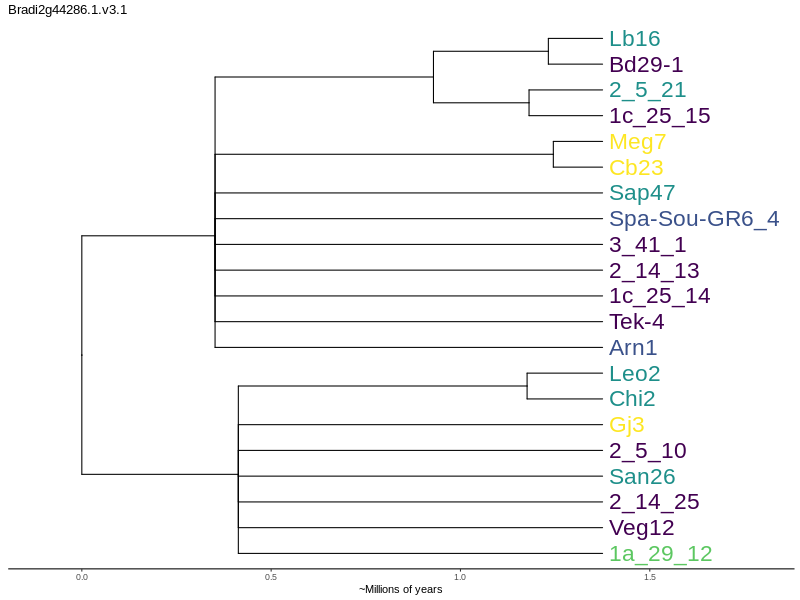 Bradi2g44286.1.v3.1
Lb16
Bd29-1
2_5_21
1c_25_15
Meg7
Cb23
Sap47
Spa-Sou-GR6_4
3_41_1
2_14_13
1c_25_14
Tek-4
Arn1
Leo2
Chi2
Gj3
2_5_10
San26
2_14_25
Veg12
1a_29_12
0.0 0.5 1.0 1.5
~Millions of years